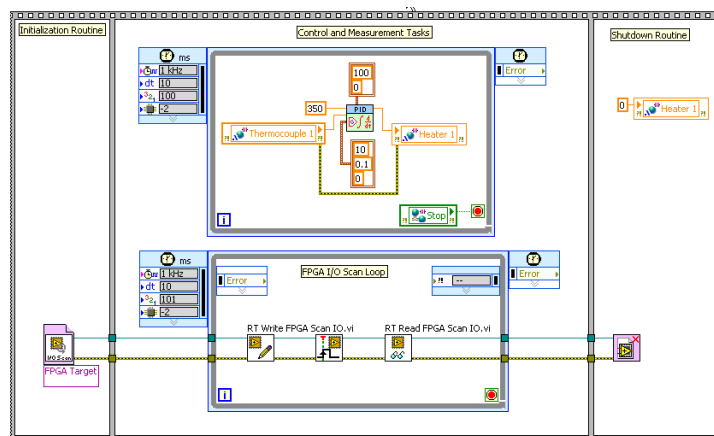 Initialization Routine
Control and Measurement Tasks
Shutdown Routine
ms
1 kHz
dt 10
100
-2
Error
100
0
350
PID
Thermocouple 1
Heater 1
10
0.1
0
Stop
i
0
Heater 1
ms
1 kHz
dt 10
101
-2
Error
FPGA I/O Scan Loop
--
Error
RT Write FPGA Scan IO.vi
RT Read FPGA Scan IO.vi
I/O Scan
FPGA Target
i